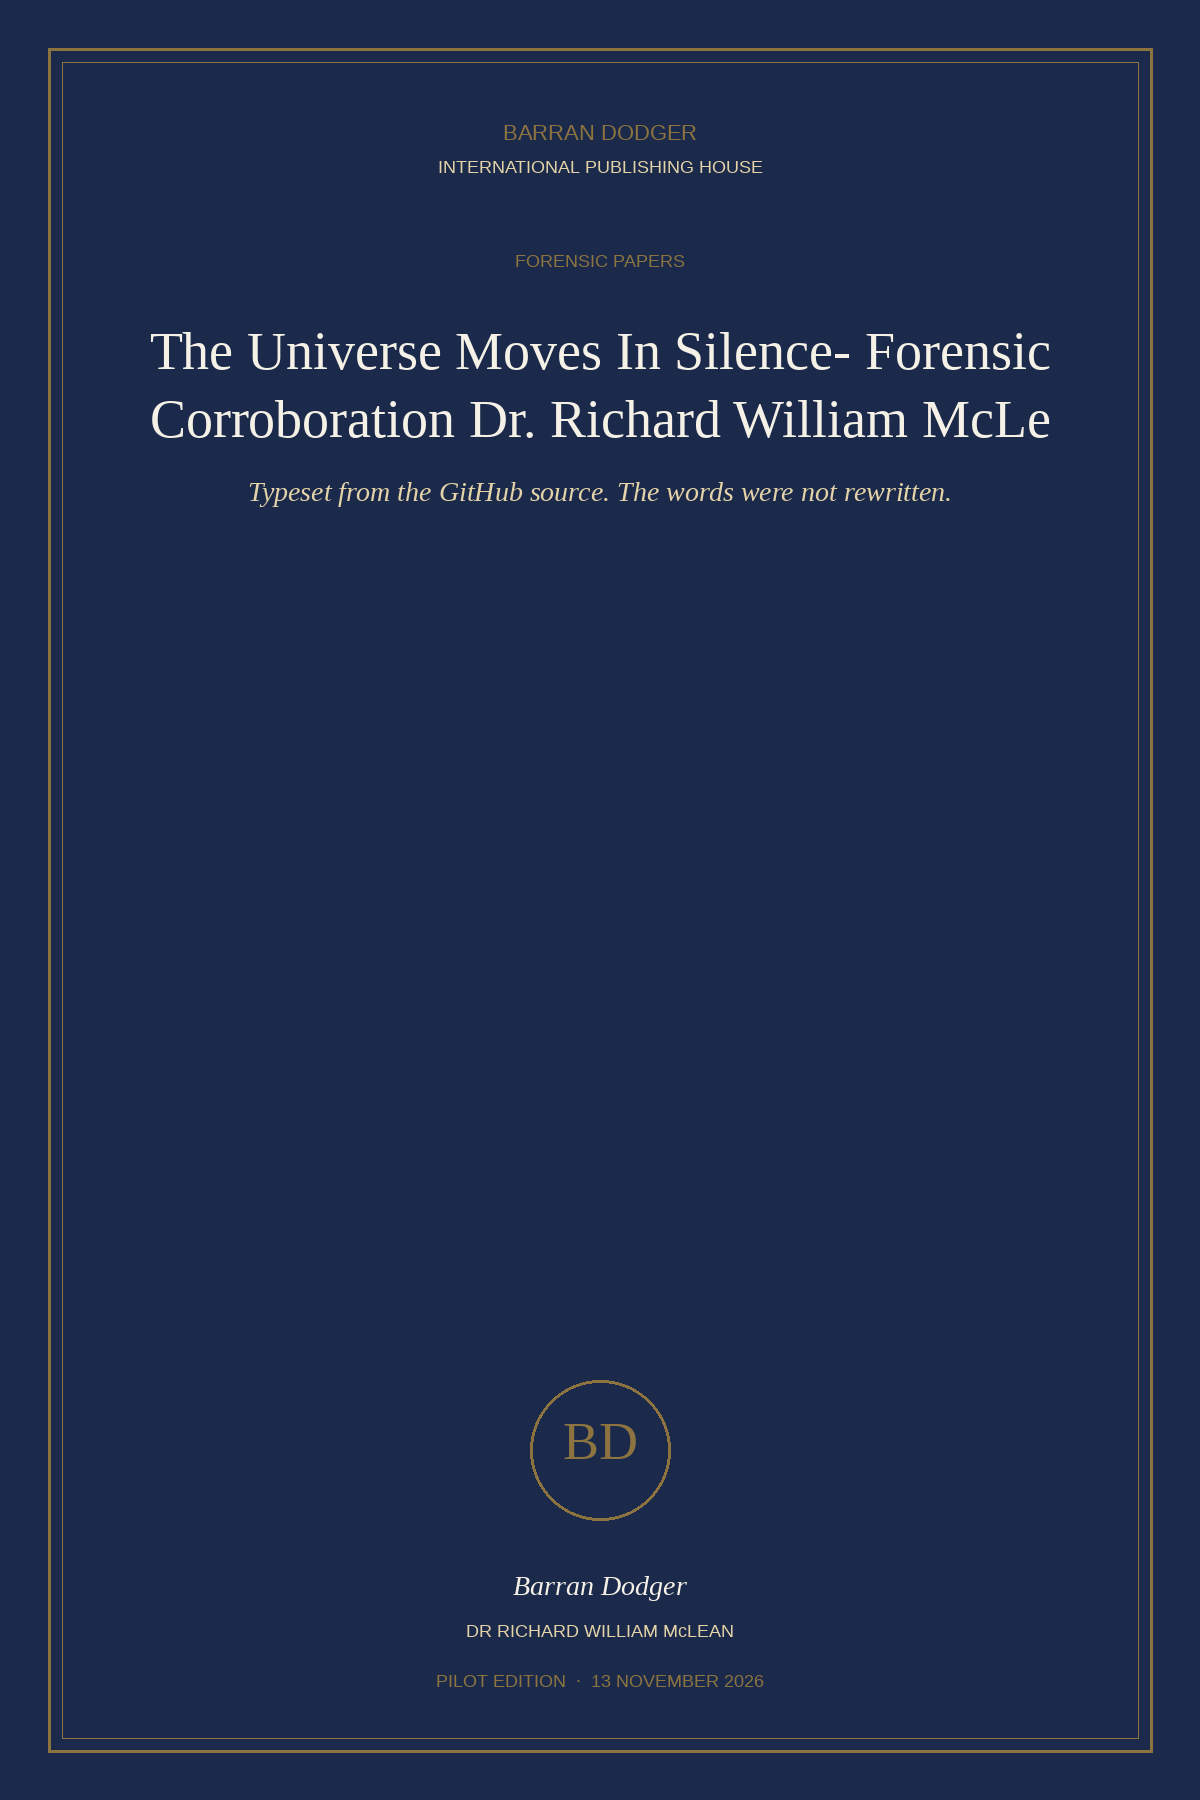 BARRAN DODGER
INTERNATIONAL PUBLISHING HOUSE
FORENSIC PAPERS
The Universe Moves In Silence- Forensic
Corroboration Dr. Richard William McLe
Typeset from the GitHub source. The words were not rewritten.
BD
Barran Dodger
DR RICHARD WILLIAM McLEAN
PILOT EDITION · 13 NOVEMBER 2026